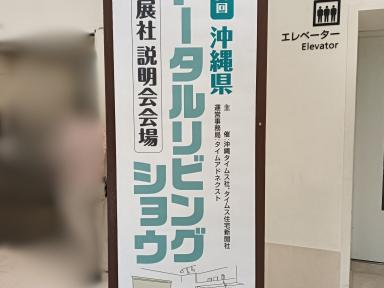 回 沖縄県
ータルリビング
ショウ
展社 説明会会場
主　催 沖縄タイムス社、タイムス住宅新聞社
運営事務局 タイムアドネクスト
エレベーター
Elevator